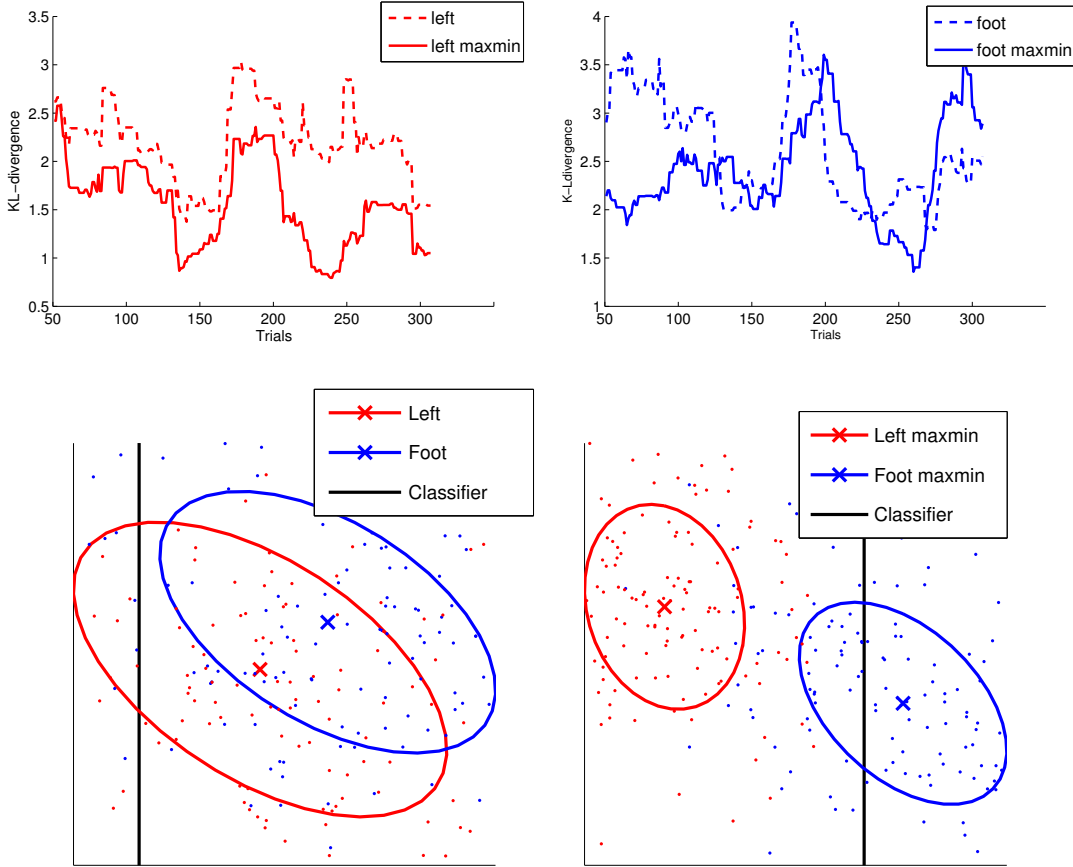 3.5
3
2.5
2
1.5
1
0.5
KL-divergence
50
100
150
200
250
300
Trials
left
left maxmin
4
3.5
3
2.5
2
1.5
1
K-Ldivergence
50
100
150
200
250
300
Trials
foot
foot maxmin
Left
Foot
Classifier
Left maxmin
Foot maxmin
Classifier